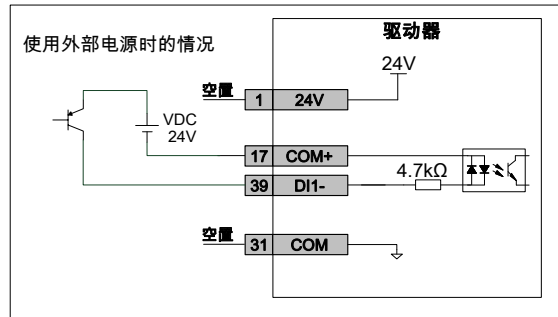 使用外部电源时的情况
驱动器
24V
空置
1 24V
VDC
24V
17 COM+
4.7kΩ
39 DI1-
空置
31 COM